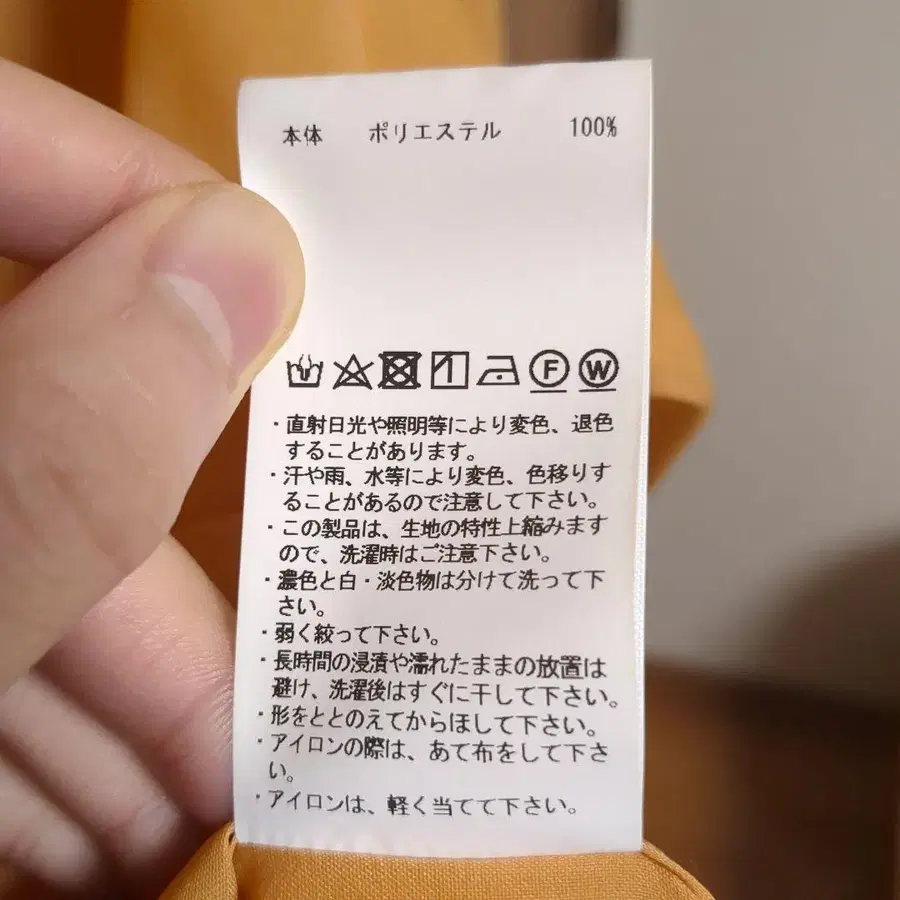 本体 ポリエステル 100%
F W
・直射日光や照明等により変色、退色
することがあります。
・汗や雨、水等により変色、色移りす
ることがあるので注意して下さい。
・この製品は、生地の特性上縮みます
ので、洗濯時はご注意下さい。
・濃色と白・淡色物は分けて洗って下
さい。
・弱く絞って下さい。
・長時間の浸漬や濡れたままの放置は
避け、洗濯後はすぐに干して下さい。
・形をととのえてからほして下さい。
・アイロンの際は、あて布をして下さ
い。
・アイロンは、軽く当てて下さい。